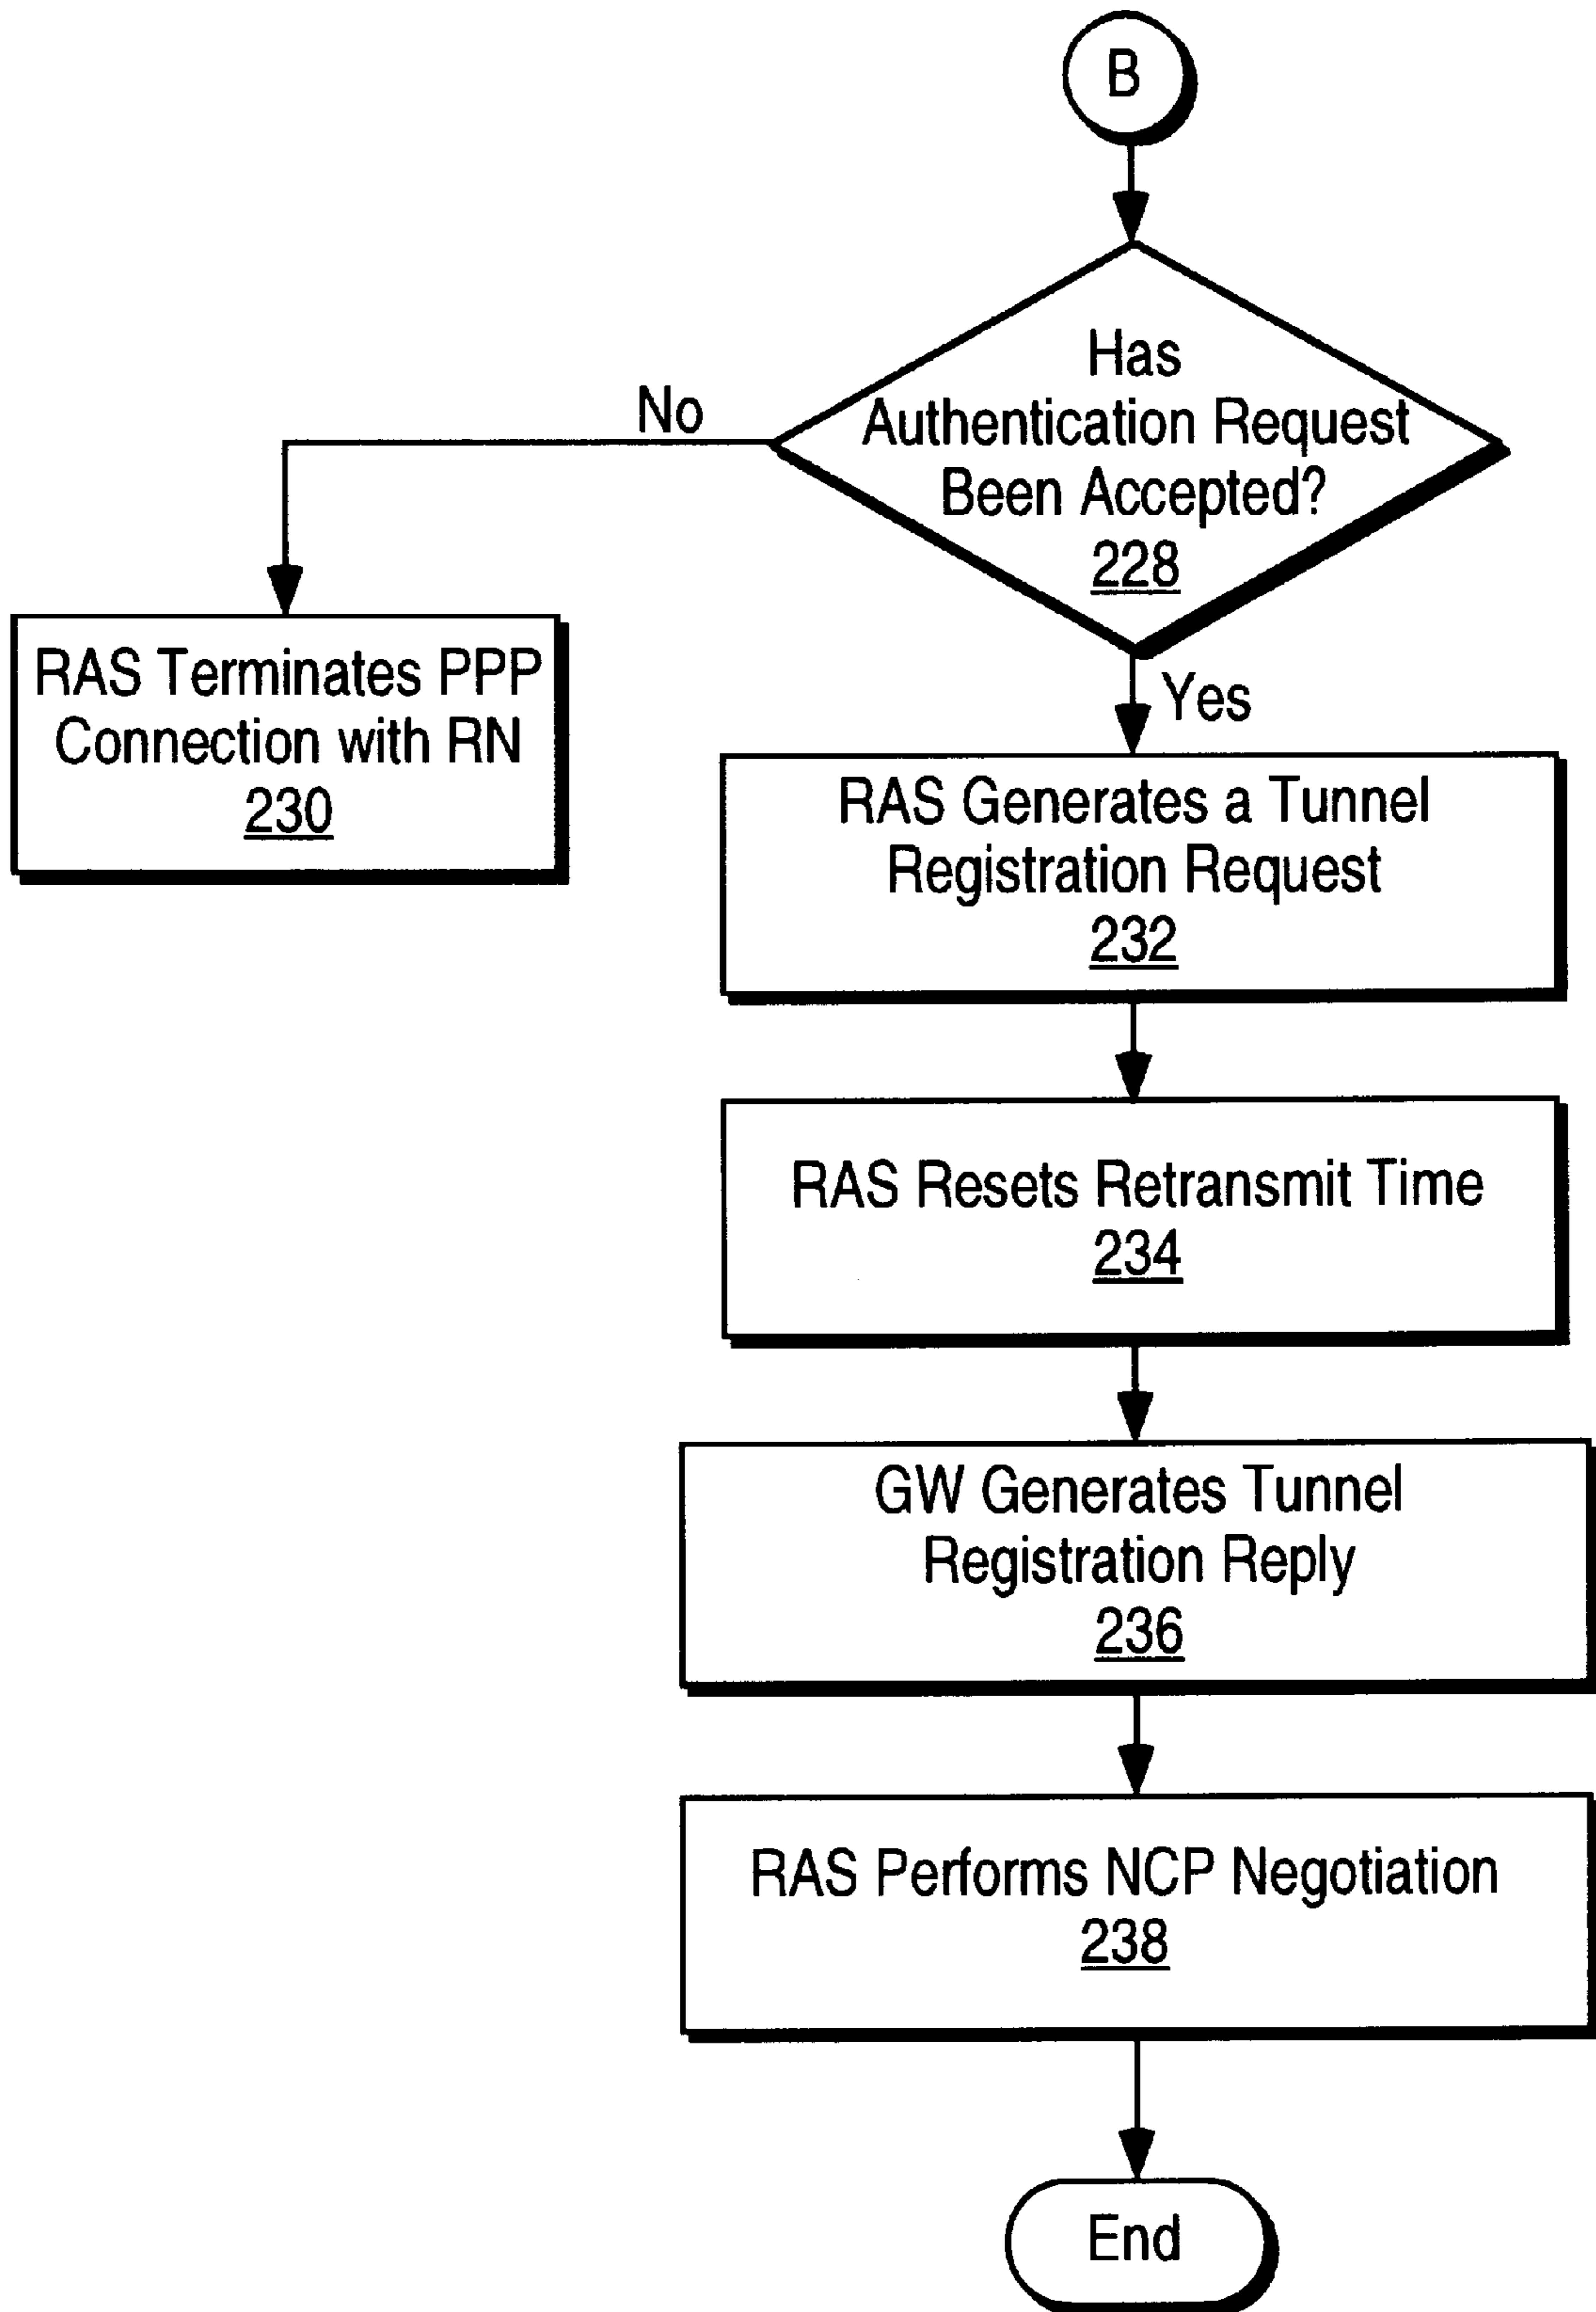 B
Has
Authentication Request
Been Accepted?
228
No
Yes
RAS Terminates PPP
Connection with RN
230
RAS Generates a Tunnel
Registration Request
232
RAS Resets Retransmit Time
234
GW Generates Tunnel
Registration Reply
236
RAS Performs NCP Negotiation
238
End